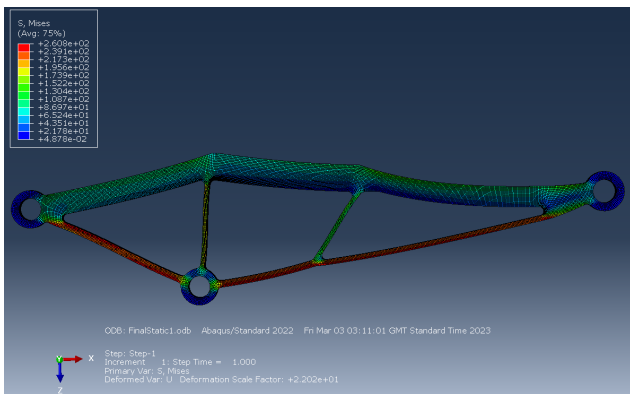 S, Mises
(Avg: 75%)
+2.608e+02
+2.391e+02
+2.173e+02
+1.956e+02
+1.739e+02
+1.522e+02
+1.304e+02
+1.087e+02
+8.697e+01
+6.524e+01
+4.351e+01
+2.178e+01
+4.878e-02
ODB: FinalStatic1.odb Abaqus/Standard 2022 Fri Mar 03 03:11:01 GMT Standard Time 2023
Step: Step-1
Increment 1: Step Time = 1.000
Primary Var: S, Mises
Deformed Var: U Deformation Scale Factor: +2.202e+01
Y
X
Z